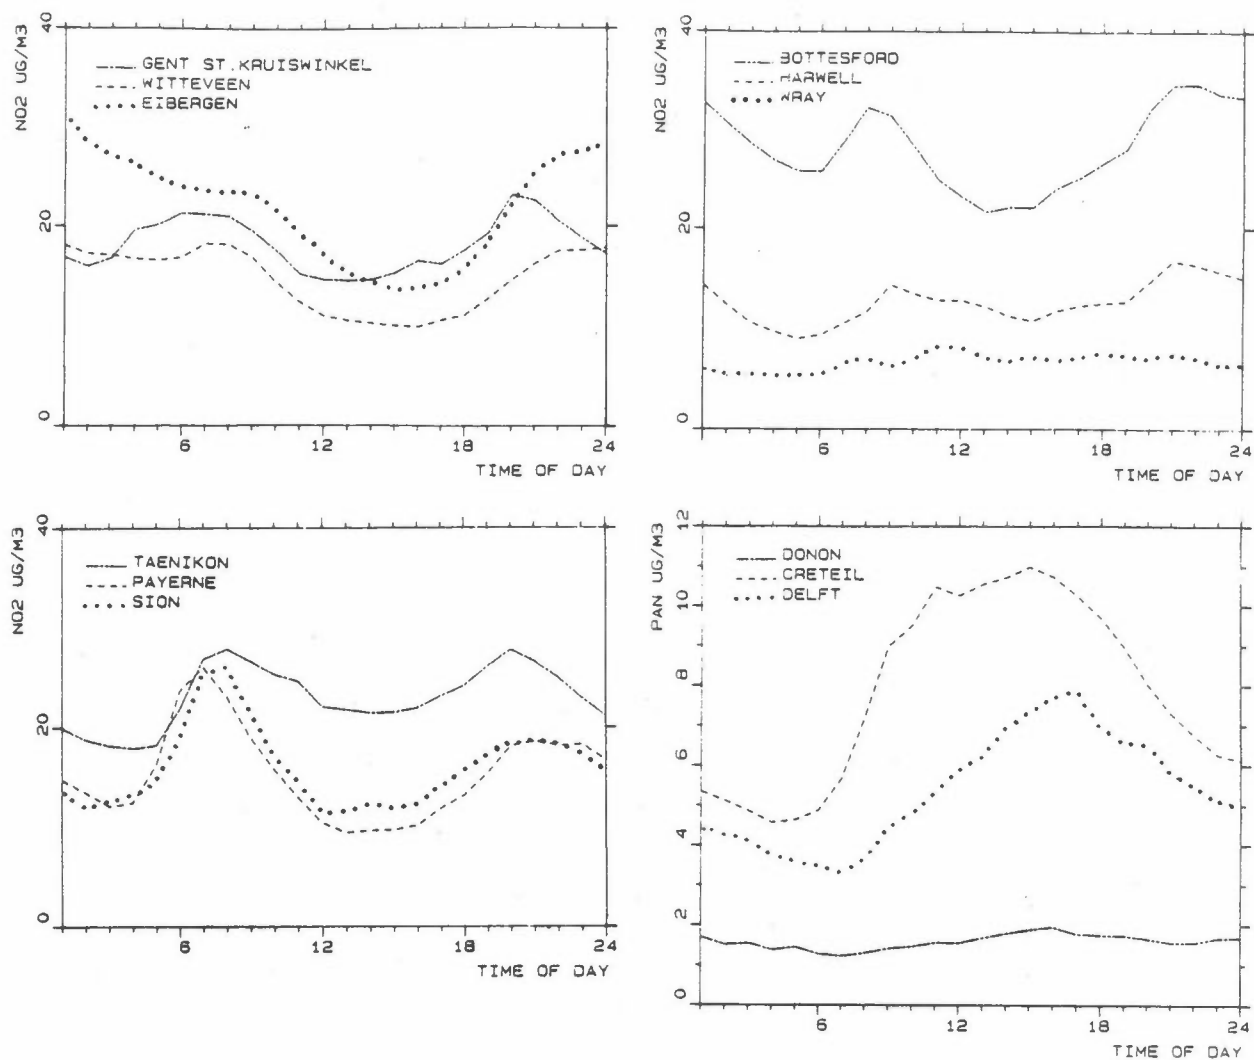 NO2 UG/M3
40
20
0
GENT ST.KRUISWINKEL
WITTEVEEN
EIBERGEN
6
12
18
24
TIME OF DAY
NO2 UG/M3
40
20
0
BOTTESFORD
HARWELL
WRAY
6
12
18
24
TIME OF DAY
NO2 UG/M3
40
20
0
TAENIKON
PAYERNE
SION
6
12
18
24
TIME OF DAY
PAN UG/M3
12
10
8
6
4
2
0
DONON
CRETEIL
DELFT
6
12
18
24
TIME OF DAY